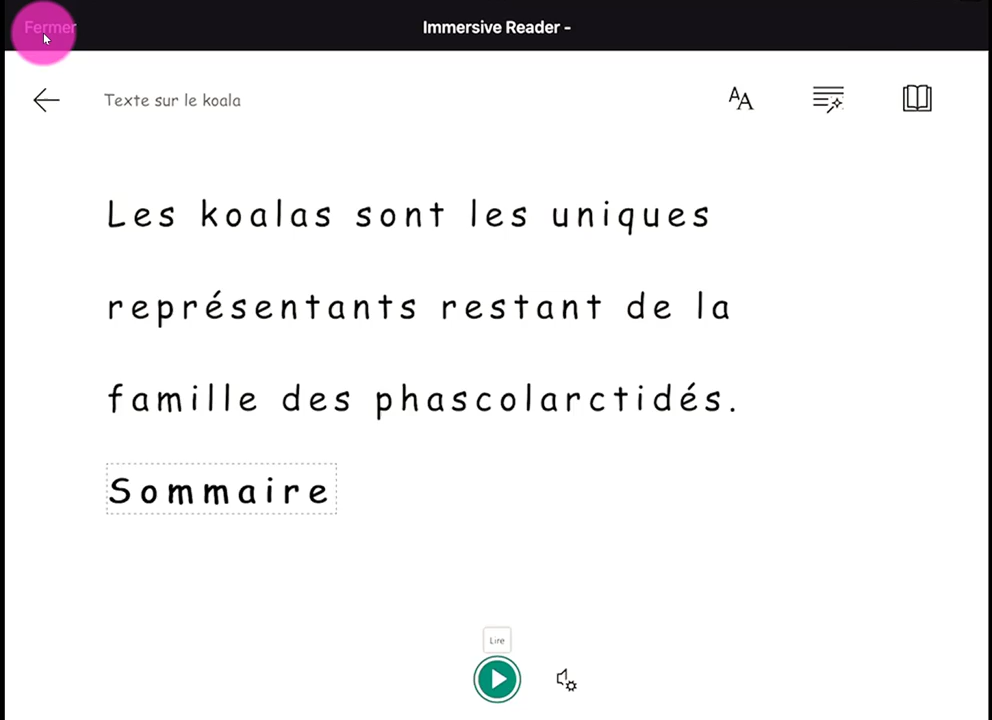 Fermer
Immersive Reader -
Texte sur le koala
AA
Les koalas sont les uniques
représentants restant de la
famille des phascolarctidés.
Sommaire
Lire